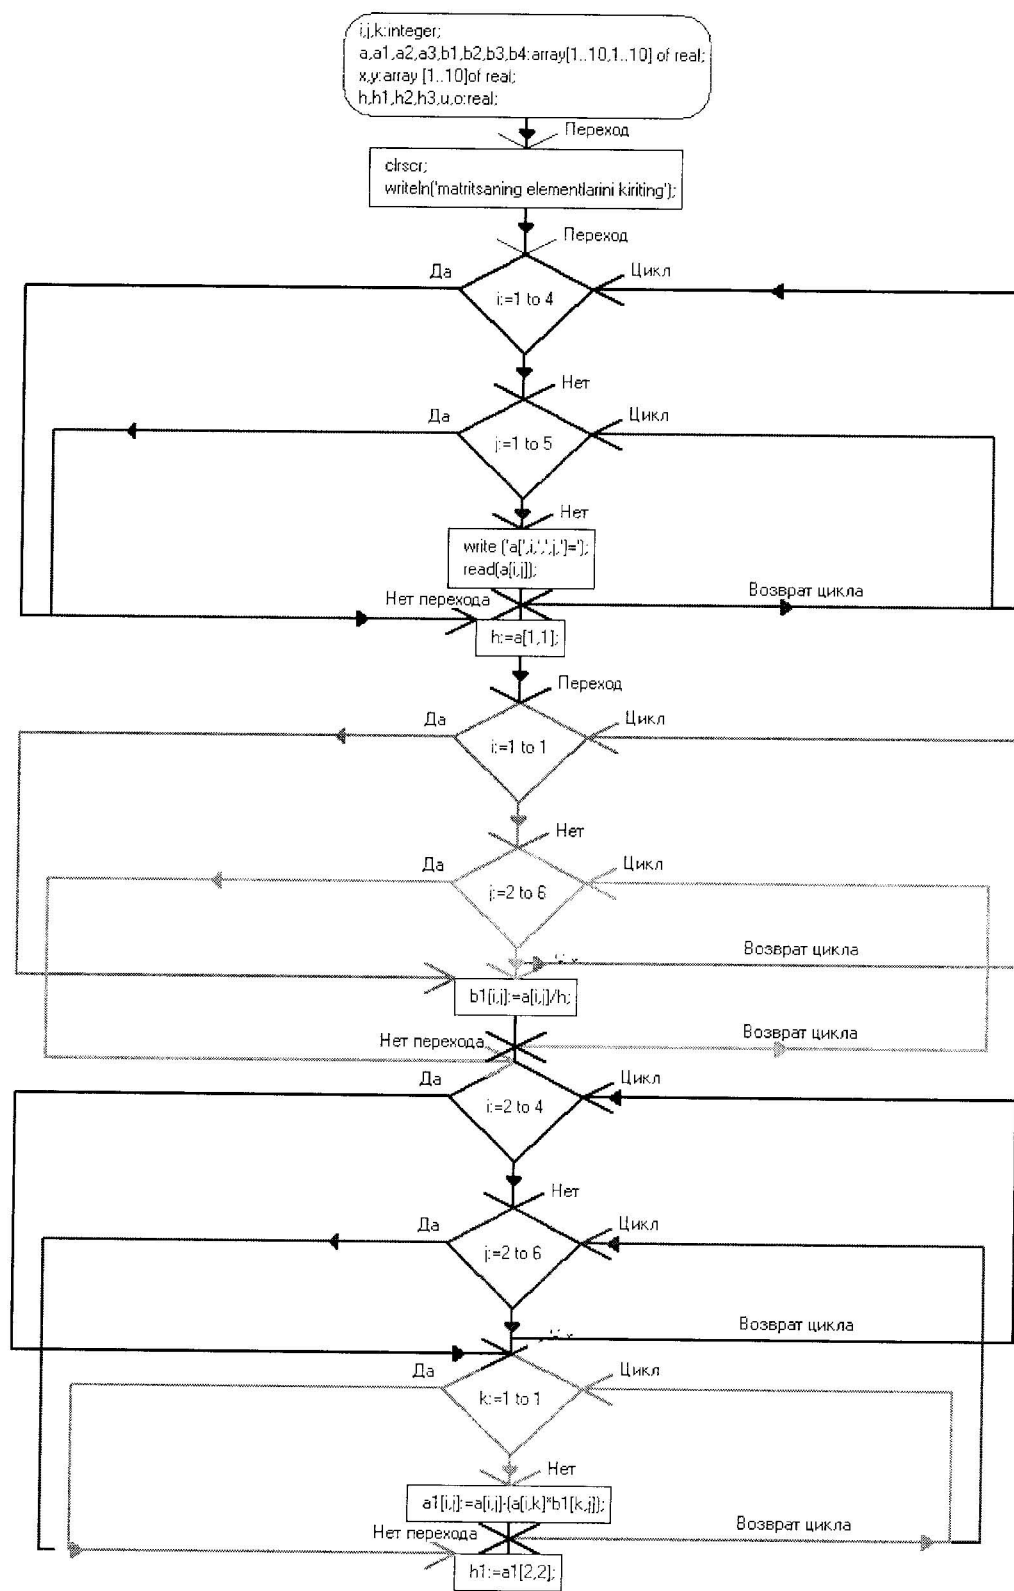 i,j,k:integer;
a,a1,a2,a3,b1,b2,b3,b4:array[1..10,1..10] of real;
x,y:array [1..10]of real;
h,h1,h2,h3,u,o:real;
Переход
clrscr;
writeln('matritsaning elementlarini kiriting');
Переход
Да
Цикл
i:=1 to 4
Нет
Да
Цикл
j:=1 to 5
Нет
write ('a[',i,',',j,']=');
read(a[i,j]);
Нет перехода
Возврат цикла
h:=a[1,1];
Переход
Да
Цикл
i:=1 to 1
Нет
Да
Цикл
j:=2 to 6
Возврат цикла
b1[i,j]:=a[i,j]/h;
Нет перехода
Возврат цикла
Да
Цикл
i:=2 to 4
Нет
Да
Цикл
j:=2 to 6
Возврат цикла
Да
Цикл
k:=1 to 1
Нет
a1[i,j]:=a[i,j]-(a[i,k]*b1[k,j]);
Нет перехода
Возврат цикла
h1:=a1[2,2];